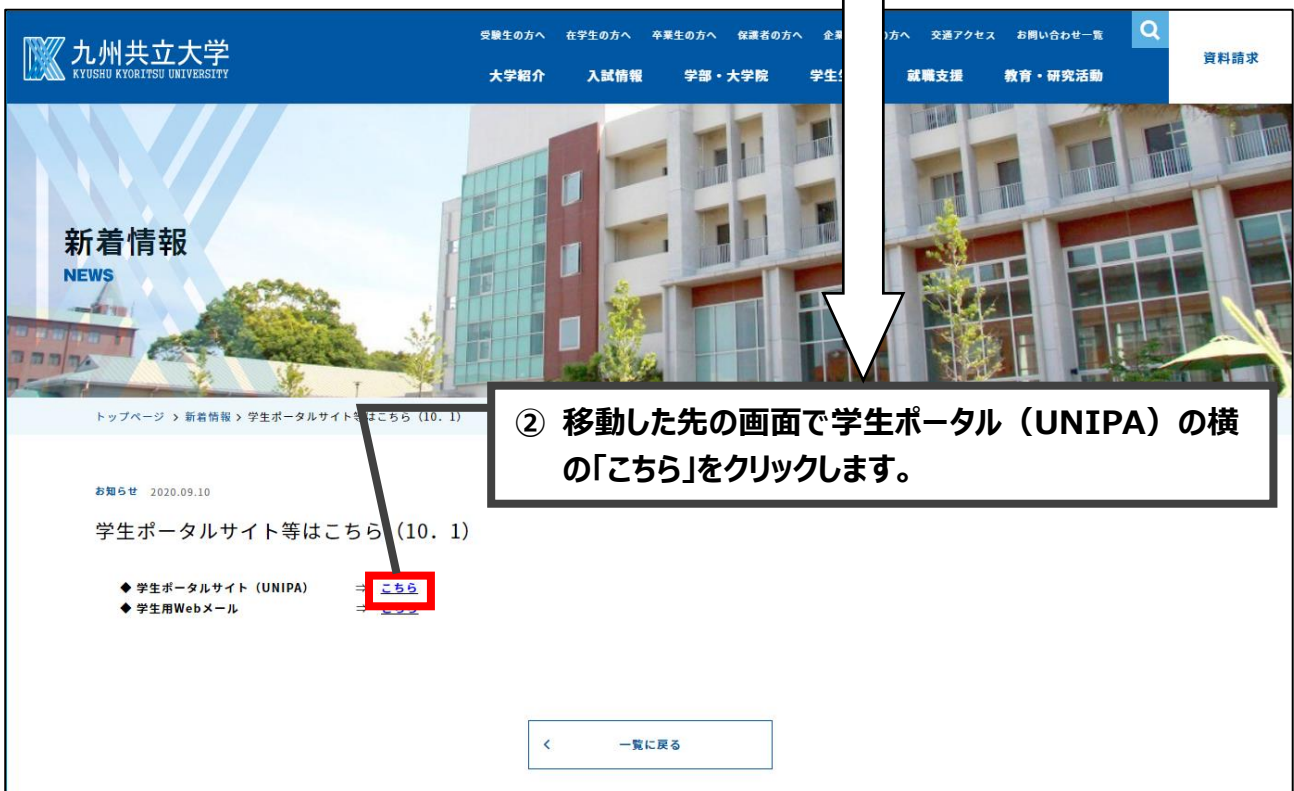 九州共立大学
KYUSHU KYORITSU UNIVERSITY
受験生の方へ 在学生の方へ 卒業生の方へ 保護者の方へ 企業 方へ 交通アクセス お問い合わせ一覧
大学紹介 入試情報 学部・大学院 学生 就職支援 教育・研究活動
資料請求
新着情報
NEWS
トップページ > 新着情報 > 学生ポータルサイト等はこちら（10．1）
② 移動した先の画面で学生ポータル（UNIPA）の横
の「こちら」をクリックします。
お知らせ 2020.09.10
学生ポータルサイト等はこちら（10．1）
◆ 学生ポータルサイト（UNIPA） ⇒ こちら
◆ 学生用Webメール ⇒ こちら
< 一覧に戻る